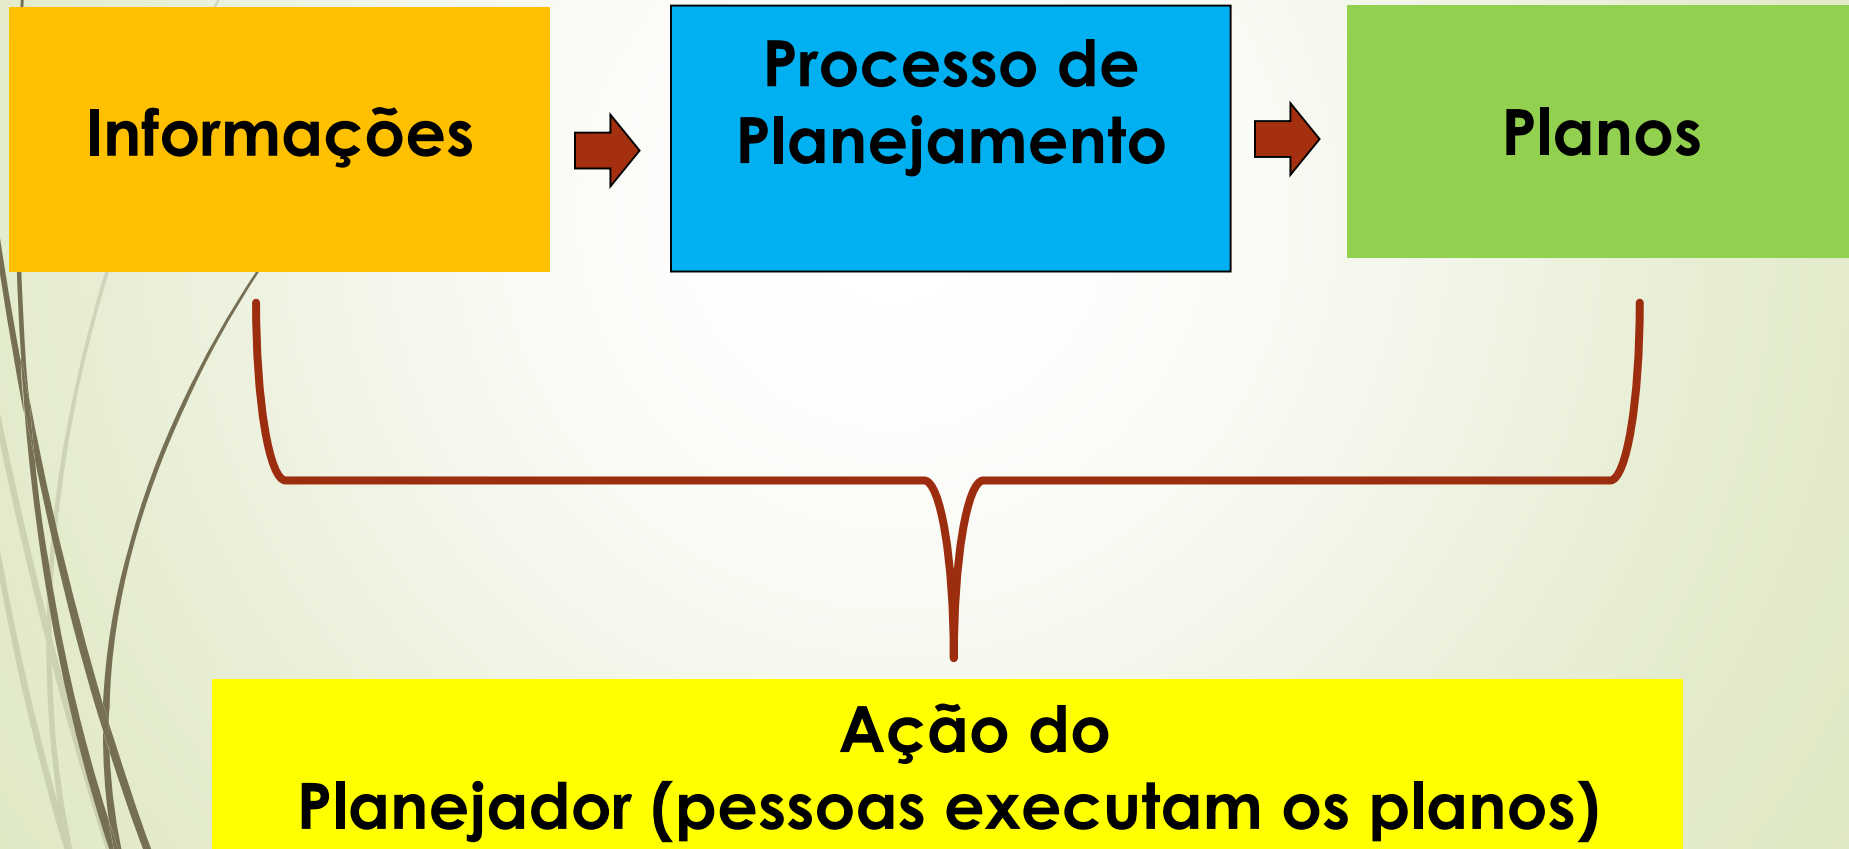 Informações
Processo de
Planejamento
Planos
Ação do
Planejador (pessoas executam os planos)